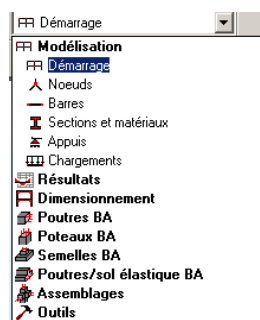 Démarrage
Modélisation
Démarrage
Noeuds
Barres
Sections et matériaux
Appuis
Chargements
Résultats
Dimensionnement
Poutres BA
Poteaux BA
Semelles BA
Poutres/sol élastique BA
Assemblages
Outils